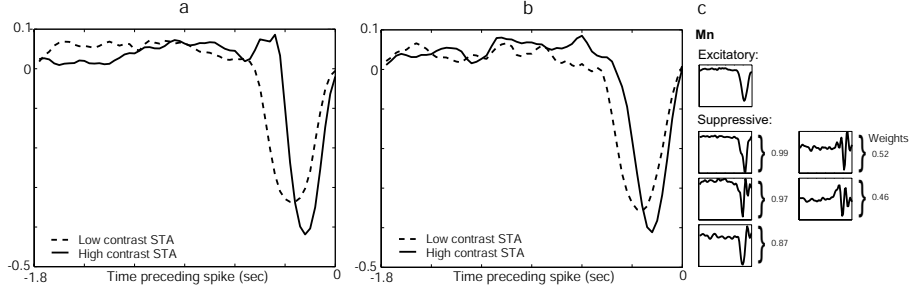 a
0.1
0
-0.5
Low contrast STA
High contrast STA
-1.8
Time preceding spike (sec)
0
b
0.1
0
-0.5
Low contrast STA
High contrast STA
-1.8
Time preceding spike (sec)
0
c
Mn
Excitatory:
Suppressive:
Weights
0.99
0.52
0.97
0.46
0.87